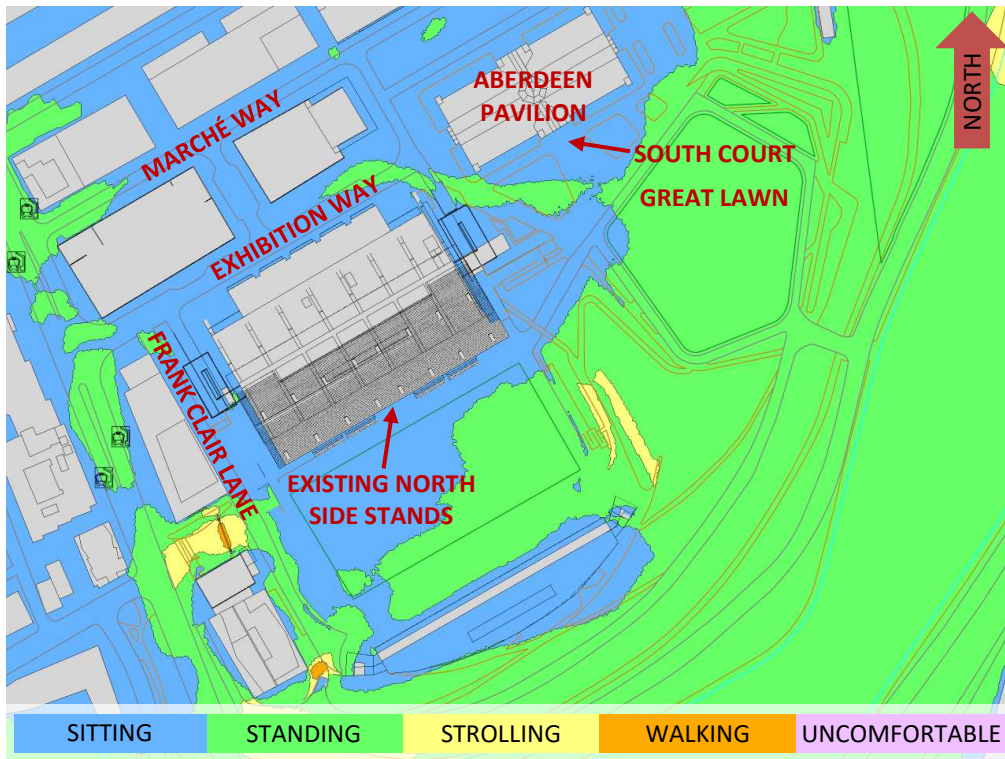 ABERDEEN
PAVILION
NORTH
MARCHÉ WAY
SOUTH COURT
GREAT LAWN
EXHIBITION WAY
FRANK CLAIR LANE
EXISTING NORTH
SIDE STANDS
SITTING
STANDING
STROLLING
WALKING
UNCOMFORTABLE